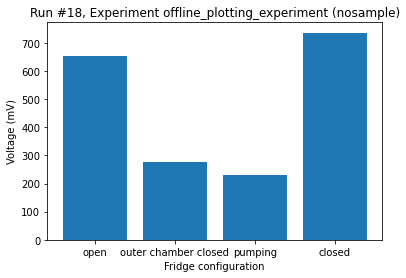 Run #18, Experiment offline_plotting_experiment (nosample)
Voltage (mV)
700
600
500
400
300
200
100
0
open outer chamber closed pumping closed
Fridge configuration